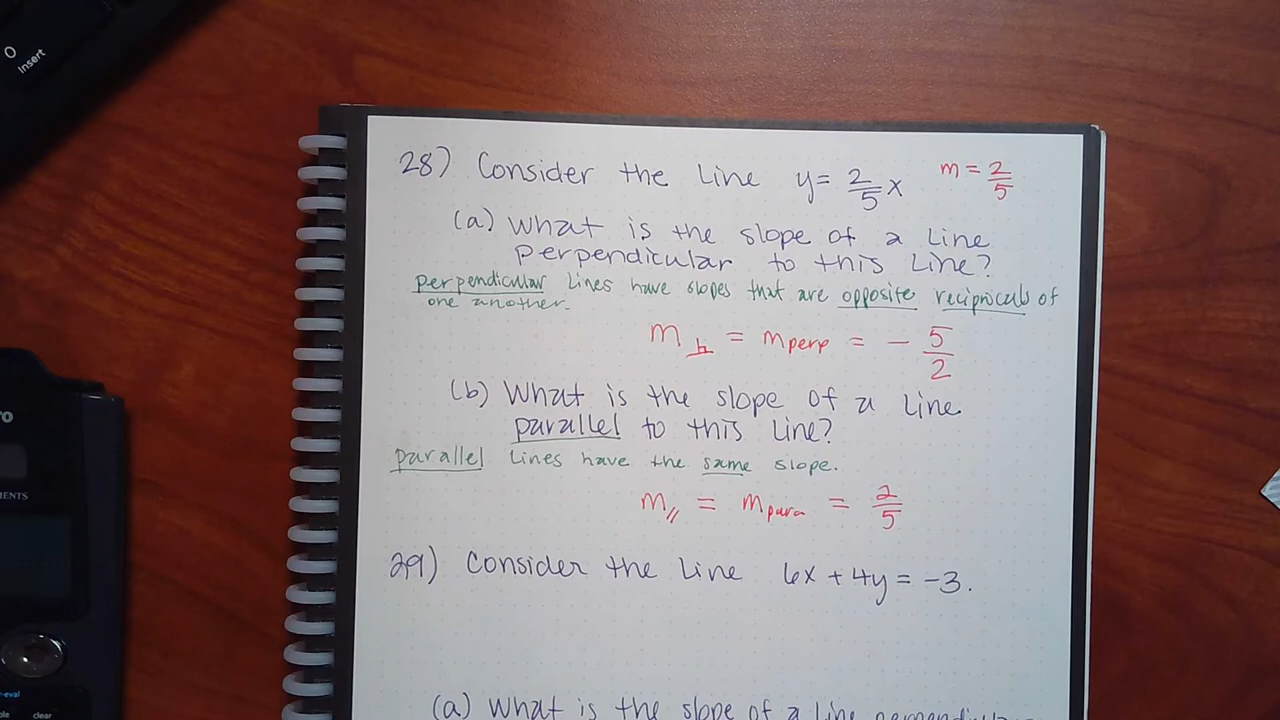 0
Insert
28) Consider the line y = 2/5 x m = 2/5
(a) What is the slope of a line
perpendicular to this line?
perpendicular lines have slopes that are opposite reciprocals of
one another.
m⊥ = mperp = - 5/2
(b) What is the slope of a line
parallel to this line?
parallel lines have the same slope.
m∥ = mpara = 2/5
29) Consider the line 6x + 4y = -3.
(a) What is the slope of a line
clear